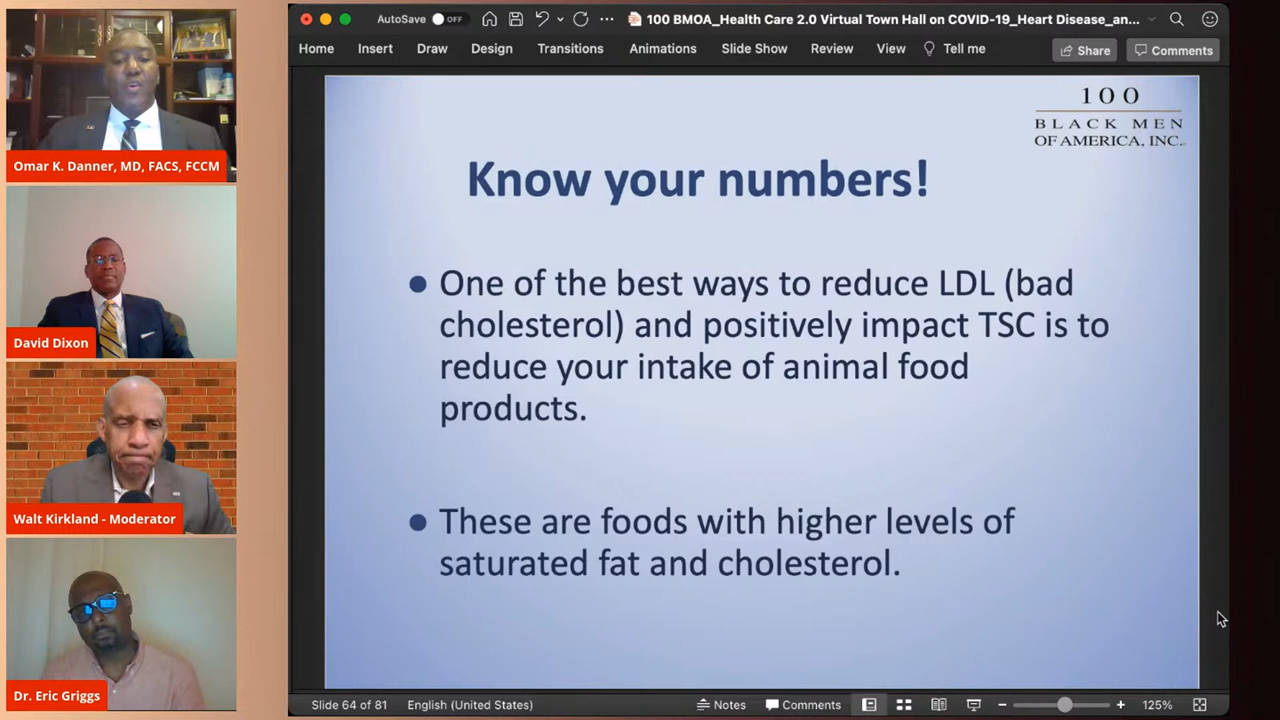 Omar K. Danner, MD, FACS, FCCM
David Dixon
Walt Kirkland - Moderator
Dr. Eric Griggs
AutoSave OFF
100 BMOA_Health Care 2.0 Virtual Town Hall on COVID-19_Heart Disease_an...
Home Insert Draw Design Transitions Animations Slide Show Review View Tell me Share Comments
100
BLACK MEN
OF AMERICA, INC.
Know your numbers!
• One of the best ways to reduce LDL (bad
cholesterol) and positively impact TSC is to
reduce your intake of animal food
products.
• These are foods with higher levels of
saturated fat and cholesterol.
Slide 64 of 81 English (United States) Notes Comments 125%